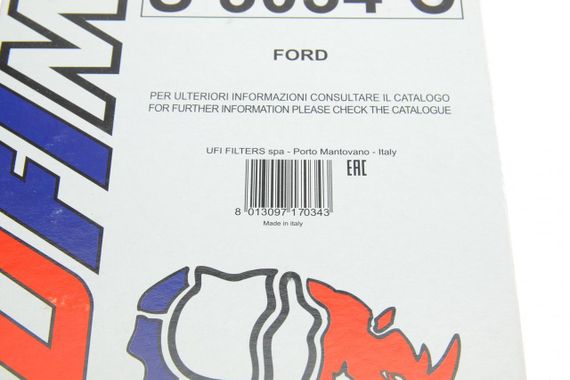 FORD
PER ULTERIORI INFORMAZIONI CONSULTARE IL CATALOGO
FOR FURTHER INFORMATION PLEASE CHECK THE CATALOGUE
UFI FILTERS spa - Porto Mantovano - Italy
EAC
8 013097 170343
Made in italy